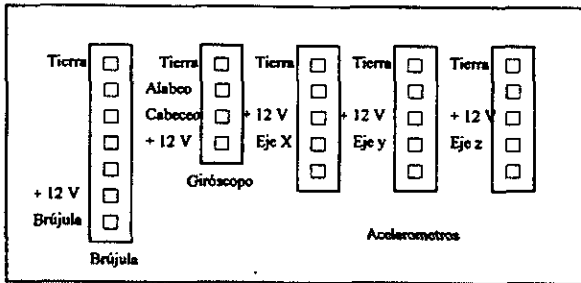 Tierra Tierra Tierra Tierra Tierra
Alabeo
Cabeceo + 12 V + 12 V + 12 V
+ 12 V Eje X Eje y Eje z
Giróscopo
+ 12 V
Brújula
Acelerometros
Brújula